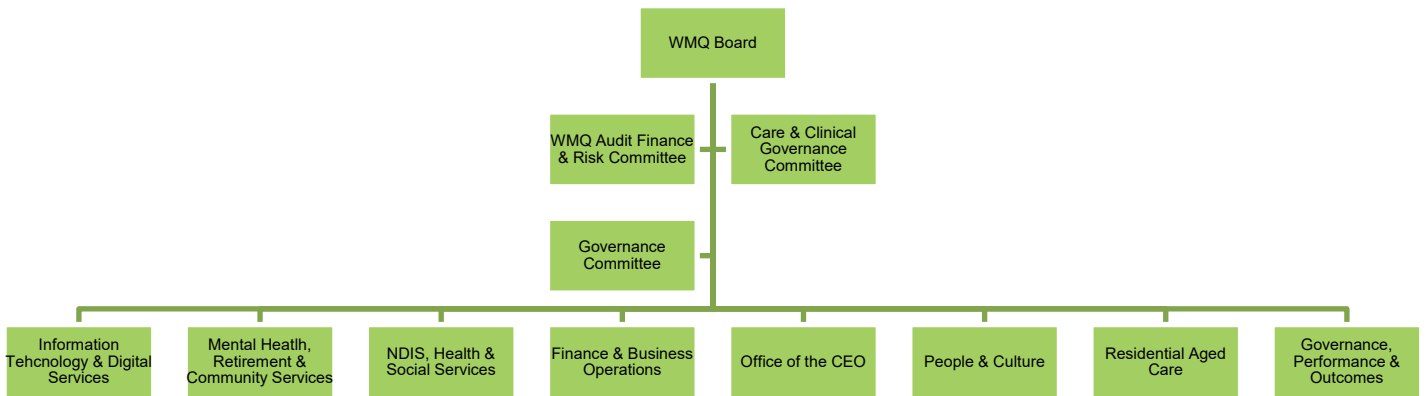 WMQ Board
WMQ Audit Finance
& Risk Committee
Care & Clinical
Governance
Committee
Governance
Committee
Information
Tehcnology & Digital
Services
Mental Heatlh,
Retirement &
Community Services
NDIS, Health &
Social Services
Finance & Business
Operations
Office of the CEO
People & Culture
Residential Aged
Care
Governance,
Performance &
Outcomes